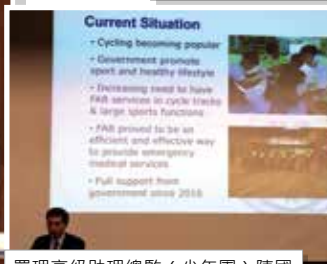 Current Situation
• Cycling becoming popular
• Government promote
sport and healthy lifestyle
• Increasing need to have
FAB services in cycle tracks
& large sports functions
• FAB proved to be an
efficient and effective way
to provide emergency
medical services
• Full support from
government since 2010
署理高級助理總監(少年團)陳國